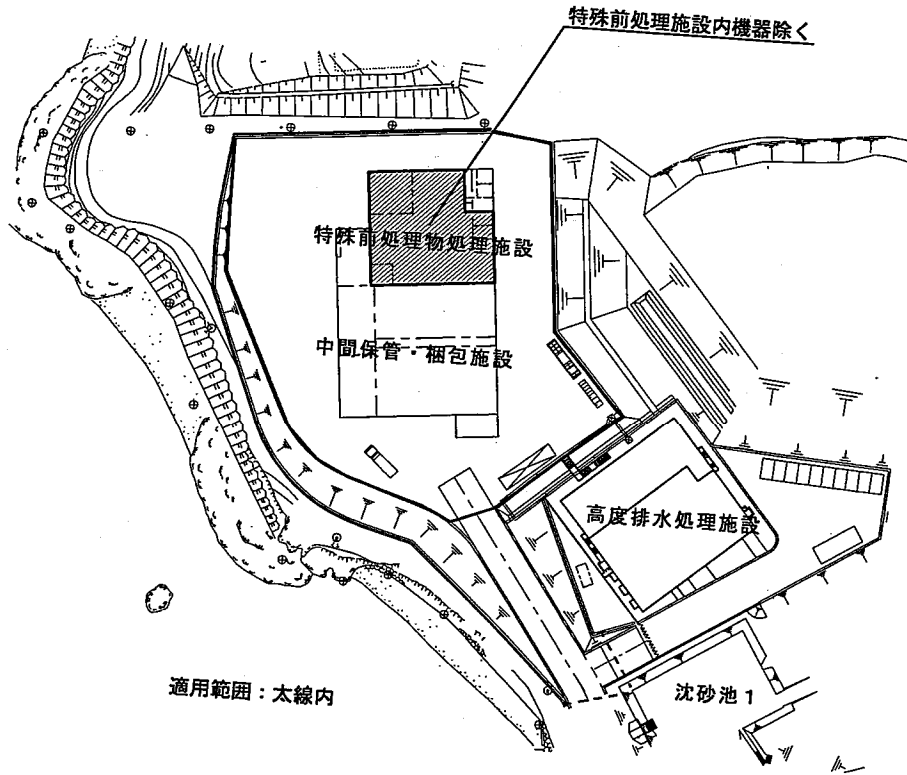 特殊前処理施設内機器除く
特殊前処理物処理施設
中間保管・梱包施設
高度排水処理施設
適用範囲：太線内
沈砂池1